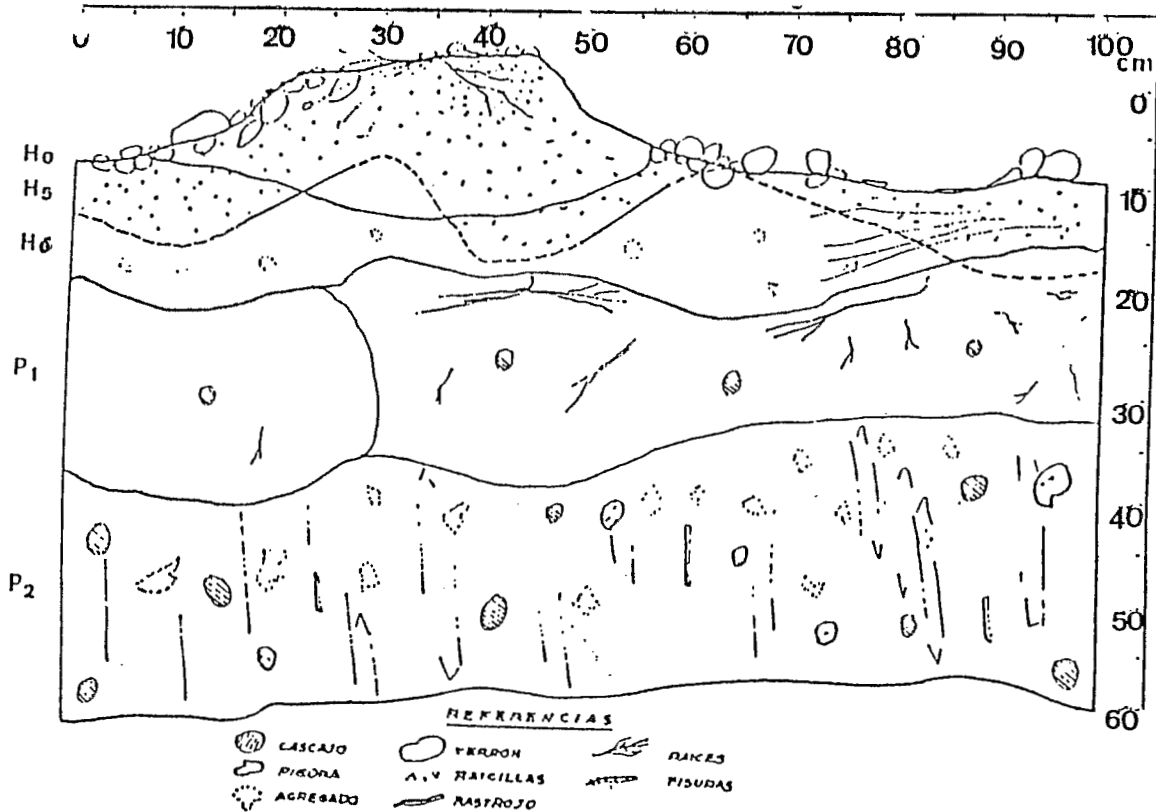 0 10 20 30 40 50 60 70 80 90 100
cm
0
H0
H5
10
H6
20
P1
30
40
P2
50
60
REFERENCIAS
CASCAJO TERRON RAICES
PIEDRA RAICILLAS FISURAS
AGREGADO RASTROJO